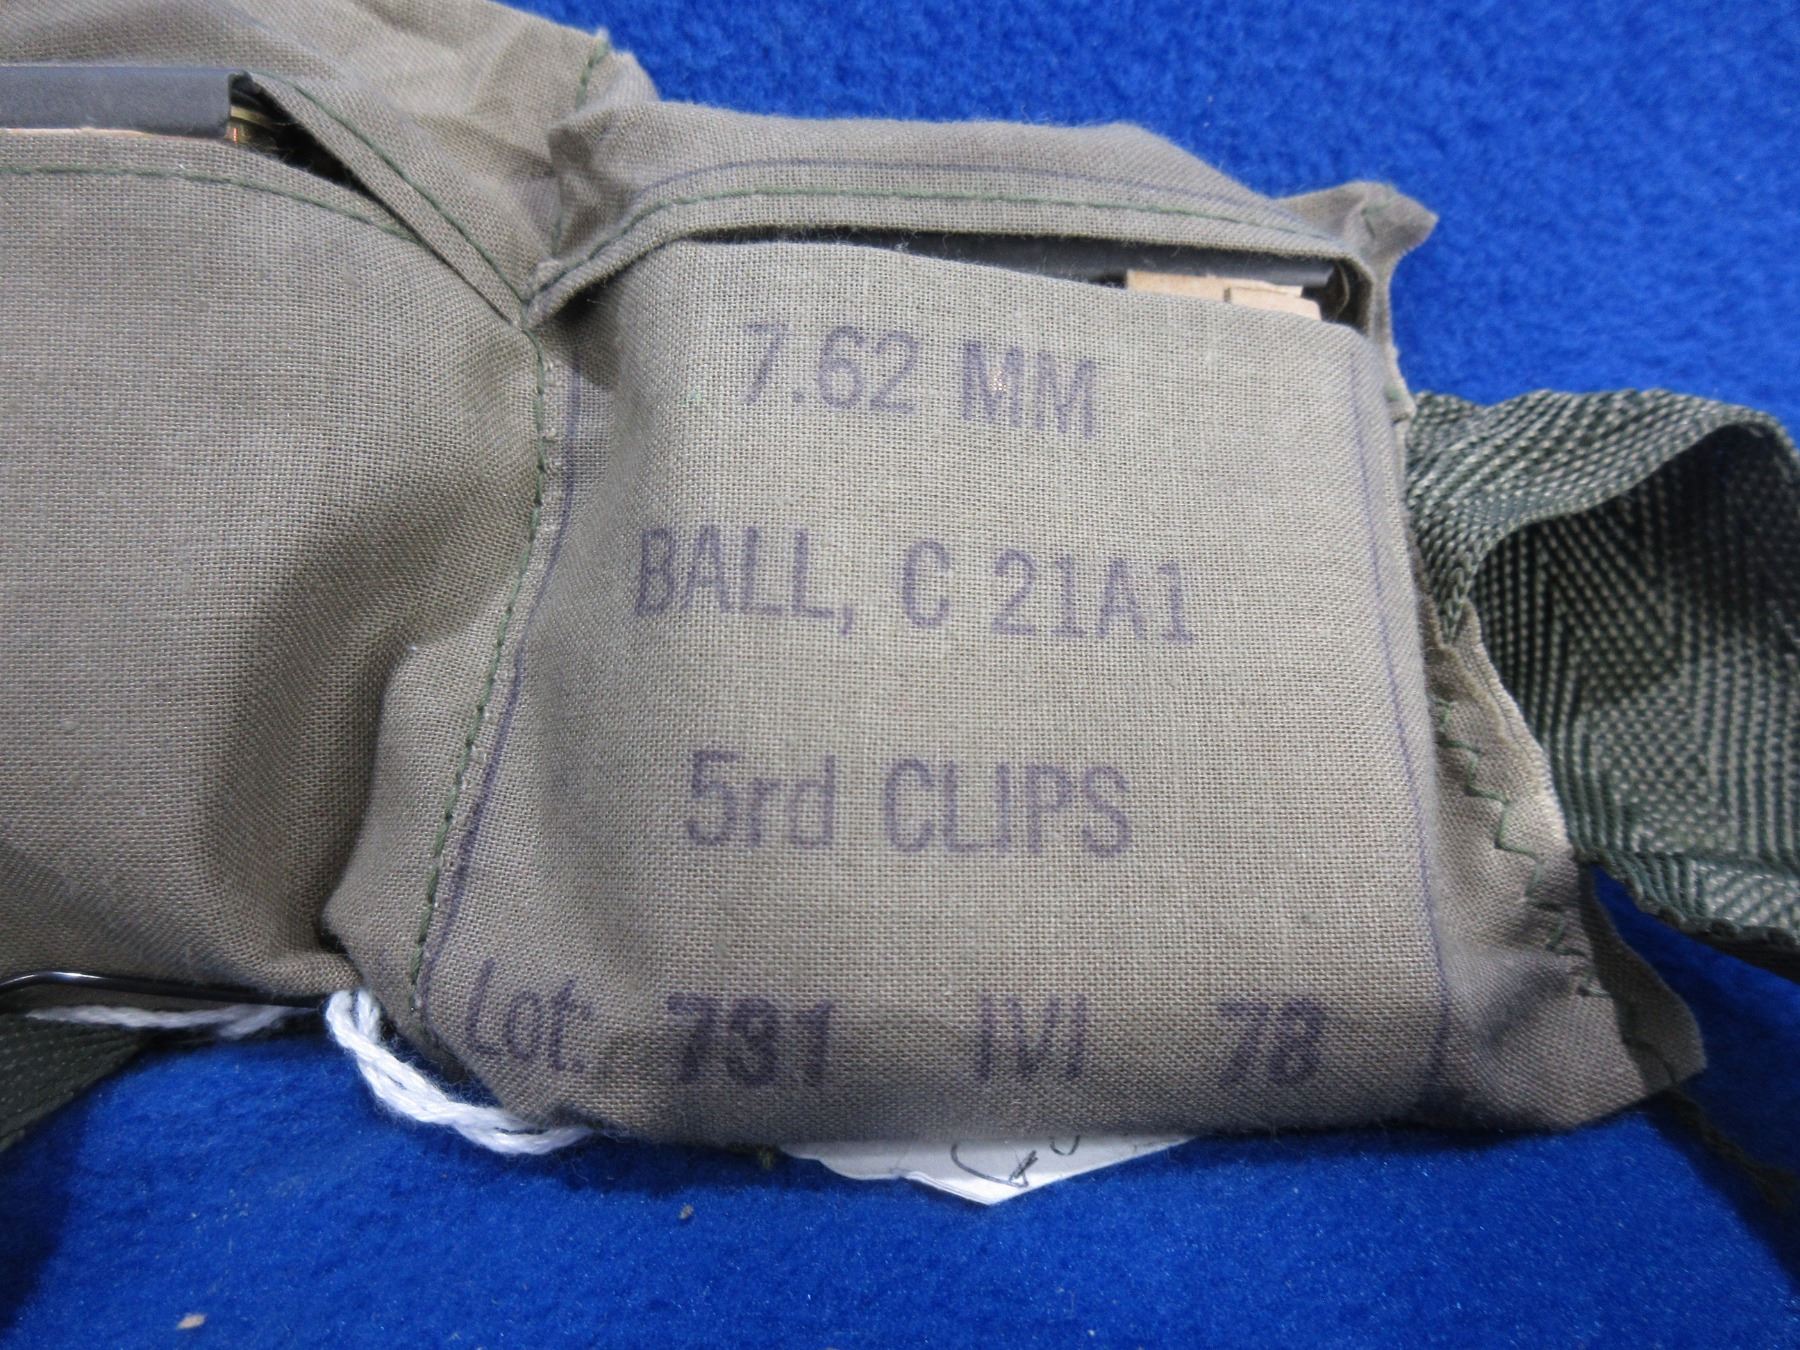 7.62 MM
BALL, C 21A1
5rd CLIPS
Lot: 731 IVI 78